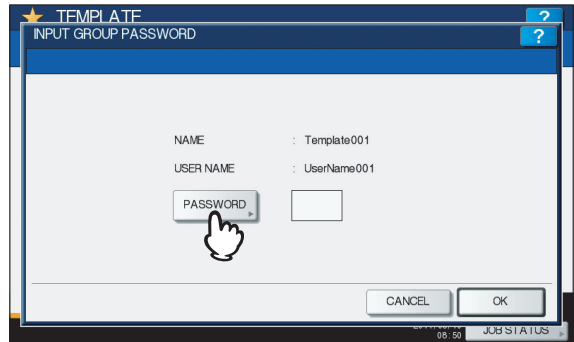 TEMPLATE ?
INPUT GROUP PASSWORD ?
NAME : Template001
USER NAME : UserName001
PASSWORD
CANCEL OK
08:50 JOB STATUS